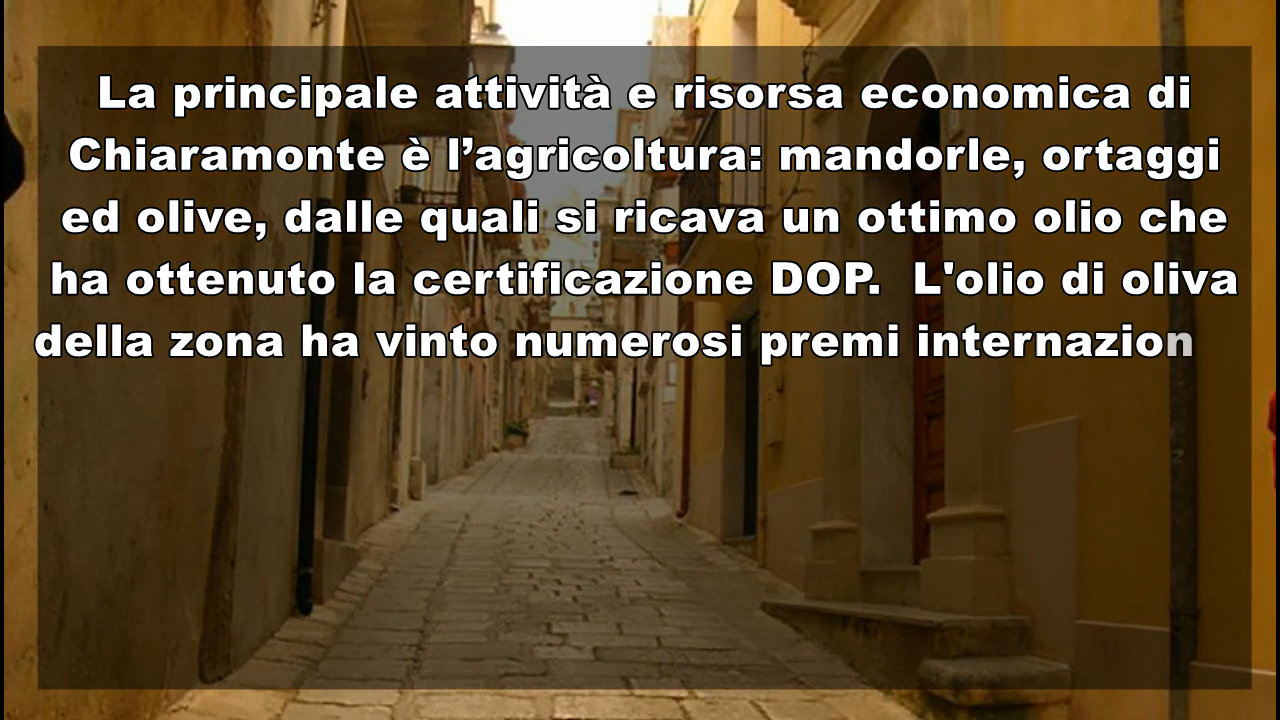 La principale attività e risorsa economica di
Chiaramonte è l’agricoltura: mandorle, ortaggi
ed olive, dalle quali si ricava un ottimo olio che
ha ottenuto la certificazione DOP.  L'olio di oliva
della zona ha vinto numerosi premi internazion